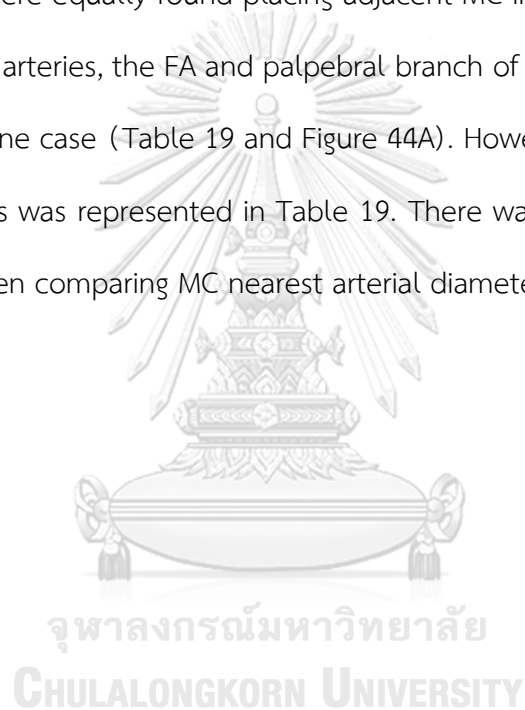 ere equally found placing adjacent MC i
arteries, the FA and palpebral branch of
ne case (Table 19 and Figure 44A). Howe
s was represented in Table 19. There wa
en comparing MC nearest arterial diamete
จุฬาลงกรณ์มหาวิทยาลัย
CHULALONGKORN UNIVERSITY